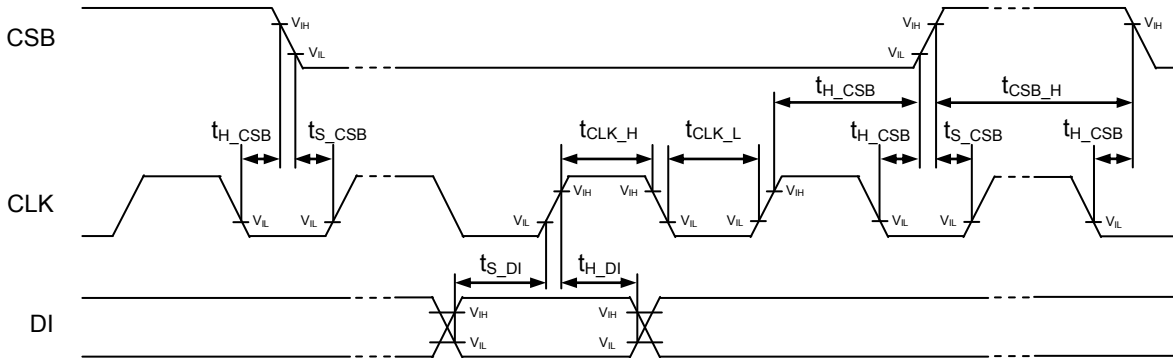 CSB
VIH
VIL
VIH
VIL
VIH
tH_CSB
tCSB_H
tH_CSB
tS_CSB
tCLK_H
tCLK_L
tH_CSB
tS_CSB
tH_CSB
CLK
VIL
VIL
VIL
VIH
VIH
VIL
VIL
VIH
VIL
VIL
VIL
tS_DI
tH_DI
DI
VIH
VIL
VIH
VIL